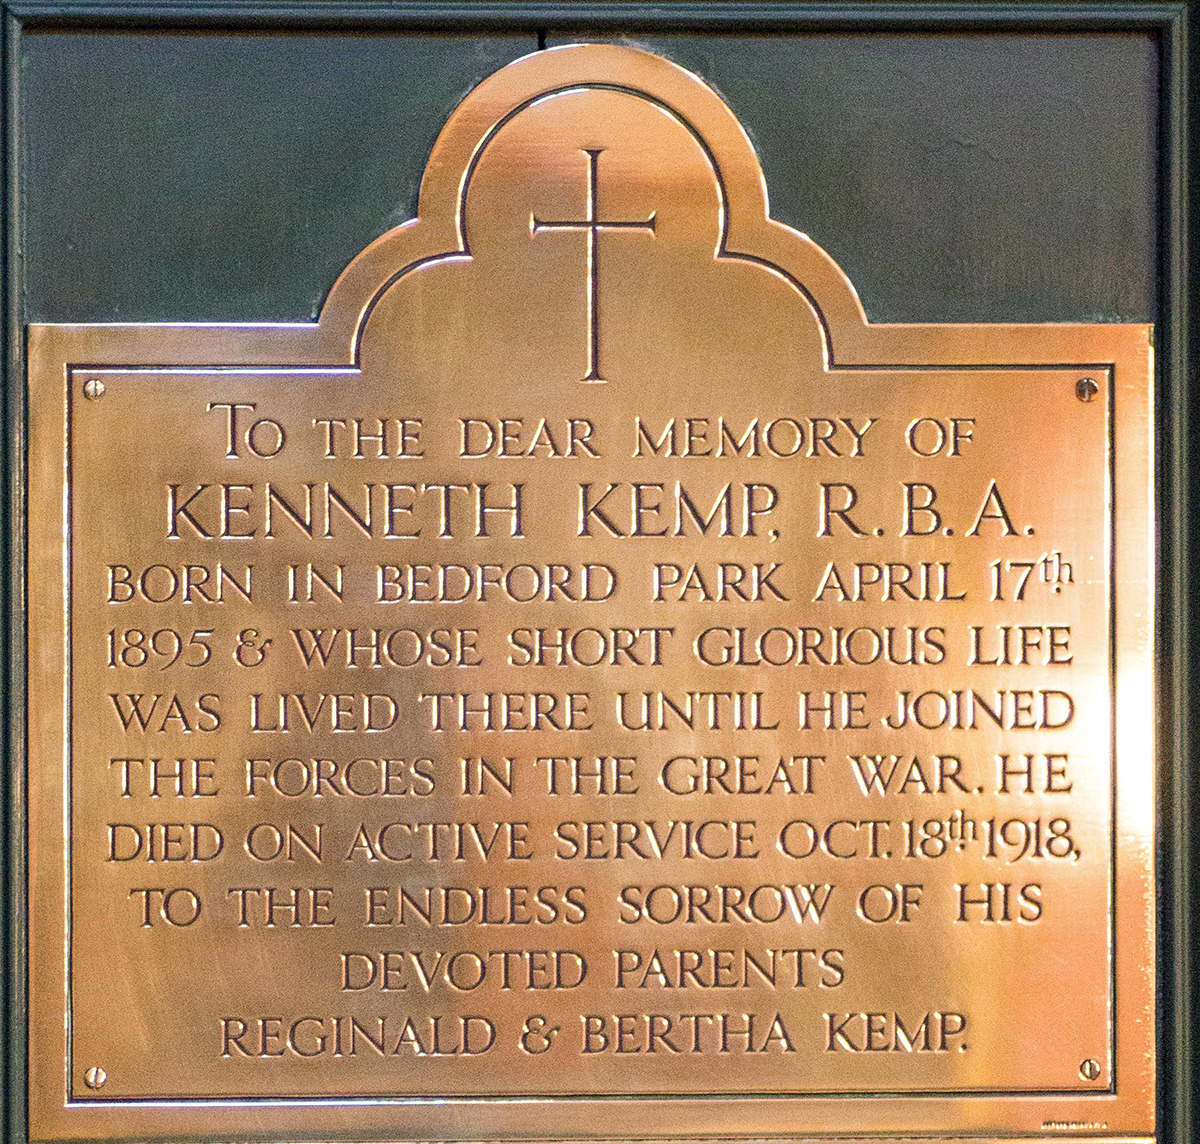 To the dear memory of
KENNETH KEMP, R.B.A.
BORN IN BEDFORD PARK APRIL 17th
1895 & WHOSE SHORT GLORIOUS LIFE
WAS LIVED THERE UNTIL HE JOINED
THE FORCES IN THE GREAT WAR. HE
DIED ON ACTIVE SERVICE OCT. 18th 1918,
TO THE ENDLESS SORROW OF HIS
DEVOTED PARENTS
REGINALD & BERTHA KEMP.